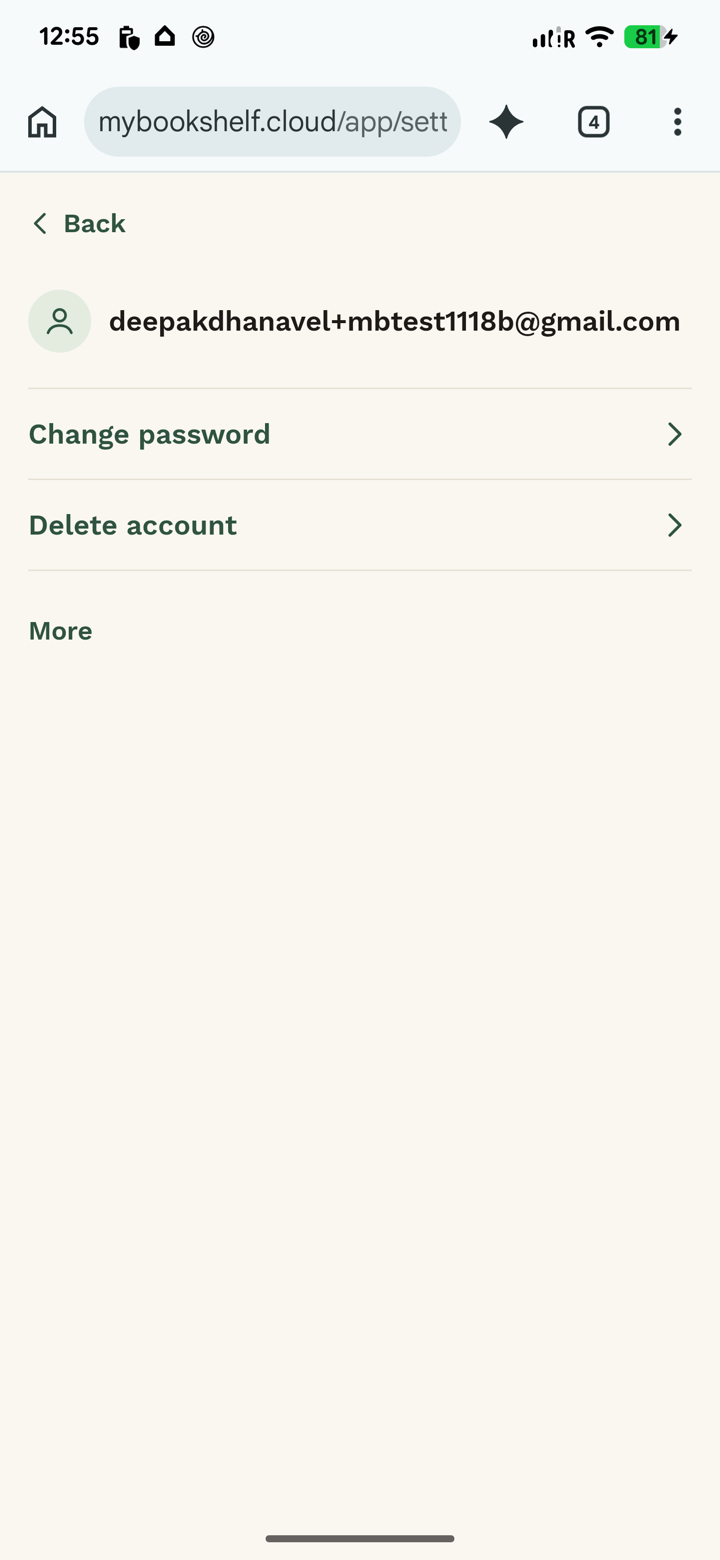 12:55
R
81
mybookshelf.cloud/app/sett
4
Back
deepakdhanavel+mbtest1118b@gmail.com
Change password
Delete account
More